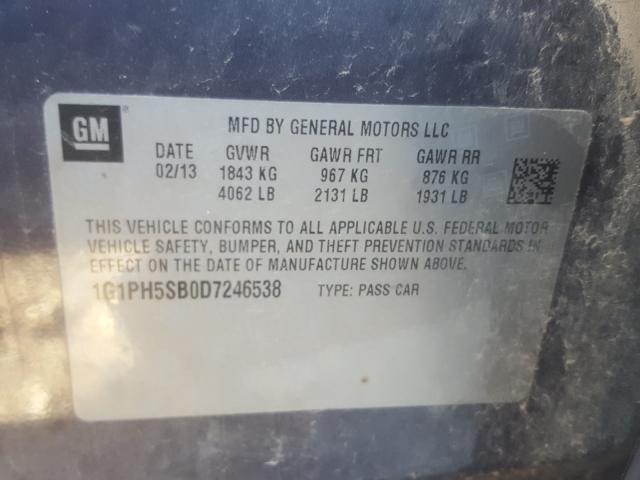 GM®
MFD BY GENERAL MOTORS LLC
DATE GVWR GAWR FRT GAWR RR
02/13 1843 KG 967 KG 876 KG
4062 LB 2131 LB 1931 LB
THIS VEHICLE CONFORMS TO ALL APPLICABLE U.S. FEDERAL MOTOR
VEHICLE SAFETY, BUMPER, AND THEFT PREVENTION STANDARDS IN
EFFECT ON THE DATE OF MANUFACTURE SHOWN ABOVE.
1G1PH5SB0D7246538 TYPE: PASS CAR